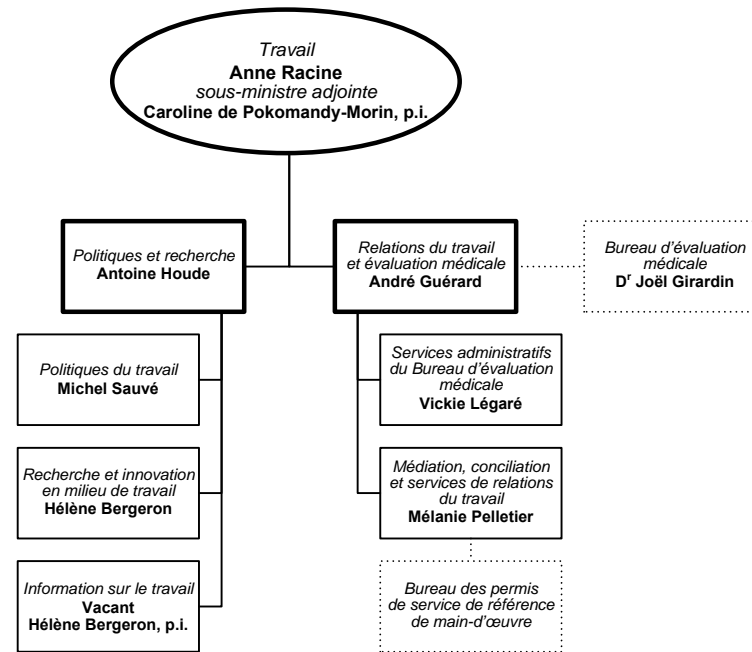 Travail
Anne Racine
sous-ministre adjointe
Caroline de Pokomandy-Morin, p.i.
Politiques et recherche
Antoine Houde
Relations du travail
et évaluation médicale
André Guérard
Bureau d'évaluation
médicale
Dr Joël Girardin
Politiques du travail
Michel Sauvé
Services administratifs
du Bureau d'évaluation
médicale
Vickie Légaré
Recherche et innovation
en milieu de travail
Hélène Bergeron
Médiation, conciliation
et services de relations
du travail
Mélanie Pelletier
Information sur le travail
Vacant
Hélène Bergeron, p.i.
Bureau des permis
de service de référence
de main-d'œuvre